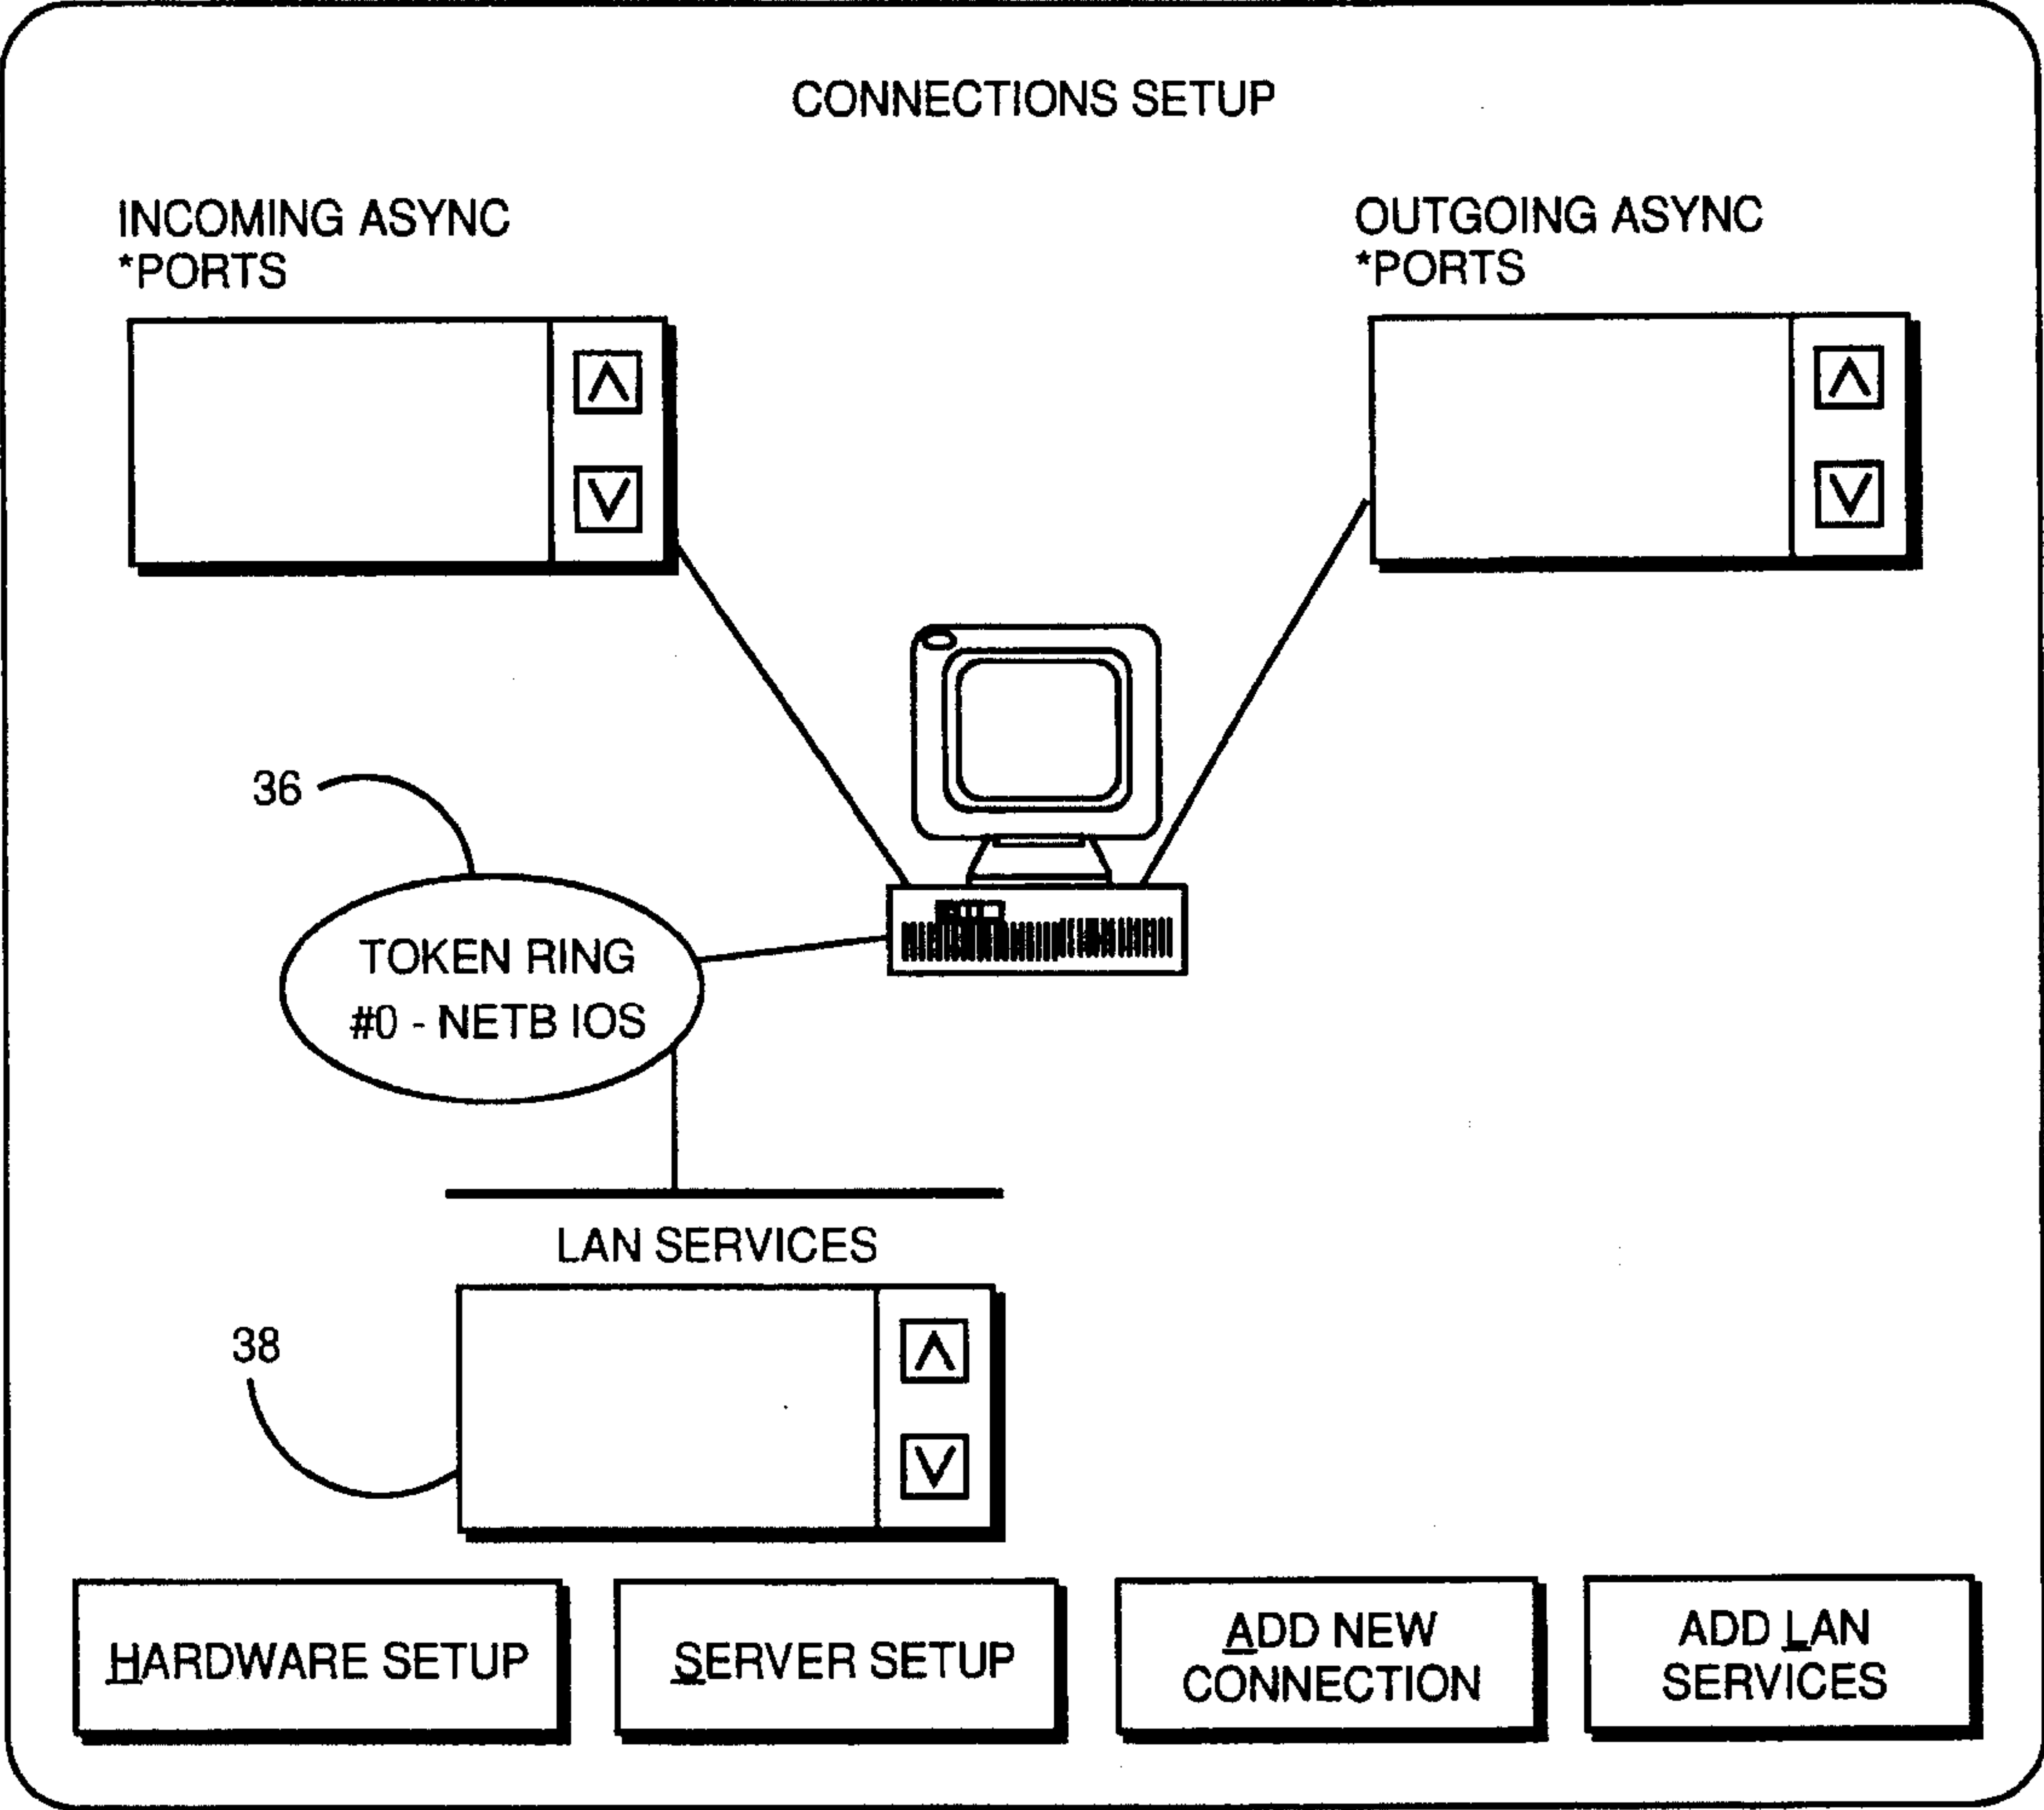 CONNECTIONS SETUP
INCOMING ASYNC
*PORTS
OUTGOING ASYNC
*PORTS
36
TOKEN RING
#0 - NETB IOS
LAN SERVICES
38
HARDWARE SETUP
SERVER SETUP
ADD NEW
CONNECTION
ADD LAN
SERVICES